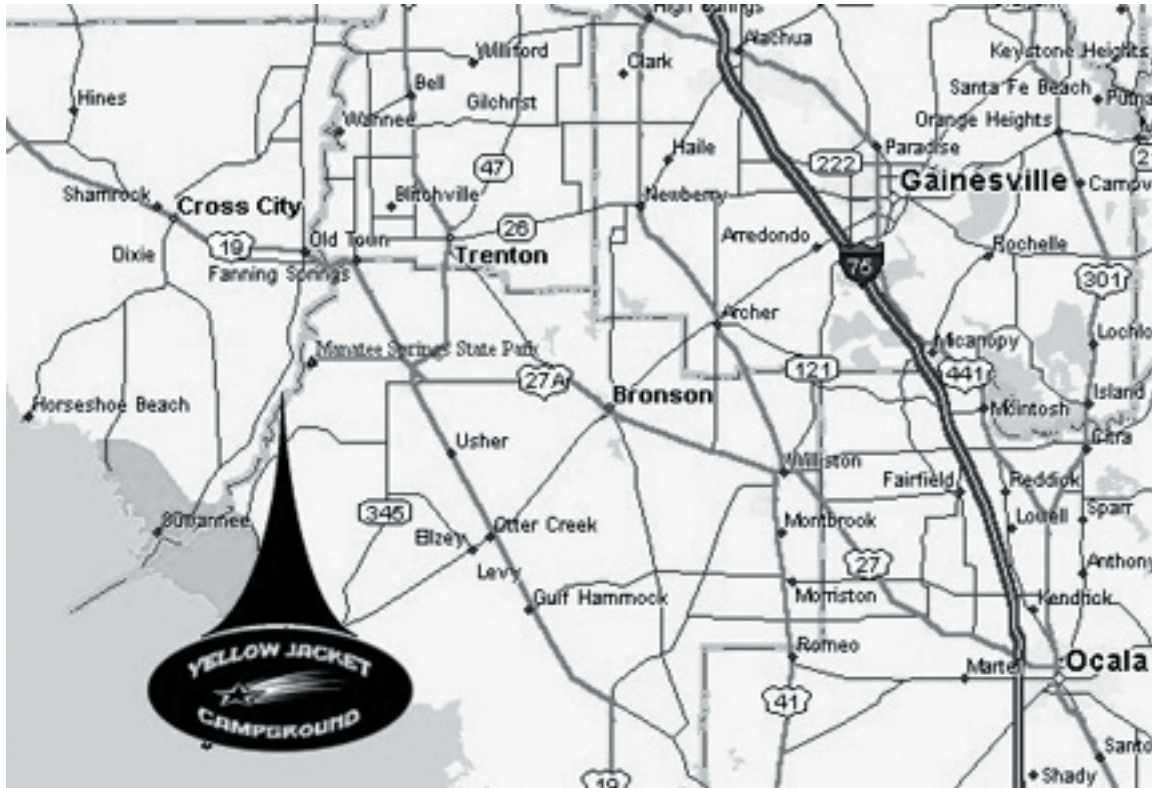 High Springs
Alachua
Williford
Clark
Keystone Heights
Bell
Santa Fe Beach
Hines
Gilchrist
Orange Heights
Wannee
Haile
222
Paradise
47
Gainesville
Shamrock
Blitchville
Newberry
Cross City
26
19
Old Town
Arredondo
Rochelle
Dixie
Trenton
Fanning Springs
75
301
Archer
Manatee Springs State Park
Micanopy
27A
121
441
Bronson
Island
Horseshoe Beach
McIntosh
Citra
Usher
Williston
Fairfield
Reddick
345
Sparr
Suwannee
Otter Creek
Montbrook
Lowell
Elzey
Levy
27
Anthony
Gulf Hammock
Morriston
Kendrick
YELLOW JACKET
CAMPGROUND
Romeo
Martel
Ocala
41
19
Shady